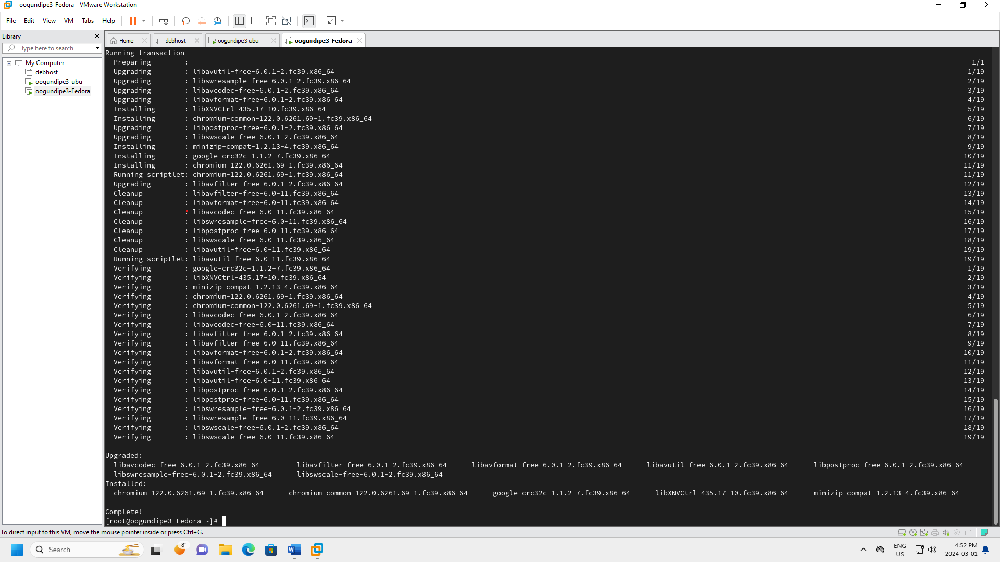 oogundipe3-Fedora - VMware Workstation
File Edit View VM Tabs Help
Library
Type here to search
My Computer
debhost
oogundipe3-ubu
oogundipe3-Fedora
Home debhost oogundipe3-ubu oogundipe3-Fedora
Running transaction
Preparing : 1/1
Upgrading : libavutil-free-6.0.1-2.fc39.x86_64 1/19
Upgrading : libswresample-free-6.0.1-2.fc39.x86_64 2/19
Upgrading : libavcodec-free-6.0.1-2.fc39.x86_64 3/19
Upgrading : libavformat-free-6.0.1-2.fc39.x86_64 4/19
Installing : libXNVCtrl-435.17-10.fc39.x86_64 5/19
Installing : chromium-common-122.0.6261.69-1.fc39.x86_64 6/19
Upgrading : libpostproc-free-6.0.1-2.fc39.x86_64 7/19
Upgrading : libswscale-free-6.0.1-2.fc39.x86_64 8/19
Installing : minizip-compat-1.2.13-4.fc39.x86_64 9/19
Installing : google-crc32c-1.1.2-7.fc39.x86_64 10/19
Installing : chromium-122.0.6261.69-1.fc39.x86_64 11/19
Running scriptlet: chromium-122.0.6261.69-1.fc39.x86_64 11/19
Upgrading : libavfilter-free-6.0.1-2.fc39.x86_64 12/19
Cleanup : libavfilter-free-6.0-11.fc39.x86_64 13/19
Cleanup : libavformat-free-6.0-11.fc39.x86_64 14/19
Cleanup : libavcodec-free-6.0-11.fc39.x86_64 15/19
Cleanup : libswresample-free-6.0-11.fc39.x86_64 16/19
Cleanup : libpostproc-free-6.0-11.fc39.x86_64 17/19
Cleanup : libswscale-free-6.0-11.fc39.x86_64 18/19
Cleanup : libavutil-free-6.0-11.fc39.x86_64 19/19
Running scriptlet: libavutil-free-6.0-11.fc39.x86_64 19/19
Verifying : google-crc32c-1.1.2-7.fc39.x86_64 1/19
Verifying : libXNVCtrl-435.17-10.fc39.x86_64 2/19
Verifying : minizip-compat-1.2.13-4.fc39.x86_64 3/19
Verifying : chromium-122.0.6261.69-1.fc39.x86_64 4/19
Verifying : chromium-common-122.0.6261.69-1.fc39.x86_64 5/19
Verifying : libavcodec-free-6.0.1-2.fc39.x86_64 6/19
Verifying : libavcodec-free-6.0-11.fc39.x86_64 7/19
Verifying : libavfilter-free-6.0.1-2.fc39.x86_64 8/19
Verifying : libavfilter-free-6.0-11.fc39.x86_64 9/19
Verifying : libavformat-free-6.0.1-2.fc39.x86_64 10/19
Verifying : libavformat-free-6.0-11.fc39.x86_64 11/19
Verifying : libavutil-free-6.0.1-2.fc39.x86_64 12/19
Verifying : libavutil-free-6.0-11.fc39.x86_64 13/19
Verifying : libpostproc-free-6.0.1-2.fc39.x86_64 14/19
Verifying : libpostproc-free-6.0-11.fc39.x86_64 15/19
Verifying : libswresample-free-6.0.1-2.fc39.x86_64 16/19
Verifying : libswresample-free-6.0-11.fc39.x86_64 17/19
Verifying : libswscale-free-6.0.1-2.fc39.x86_64 18/19
Verifying : libswscale-free-6.0-11.fc39.x86_64 19/19
Upgraded:
libavcodec-free-6.0.1-2.fc39.x86_64 libavfilter-free-6.0.1-2.fc39.x86_64 libavformat-free-6.0.1-2.fc39.x86_64 libavutil-free-6.0.1-2.fc39.x86_64 libpostproc-free-6.0.1-2.fc39.x86_64
libswresample-free-6.0.1-2.fc39.x86_64 libswscale-free-6.0.1-2.fc39.x86_64
Installed:
chromium-122.0.6261.69-1.fc39.x86_64 chromium-common-122.0.6261.69-1.fc39.x86_64 google-crc32c-1.1.2-7.fc39.x86_64 libXNVCtrl-435.17-10.fc39.x86_64 minizip-compat-1.2.13-4.fc39.x86_64
Complete!
[root@oogundipe3-Fedora ~]#
To direct input to this VM, move the mouse pointer inside or press Ctrl+G.
Search
8°
ENG
US
4:52 PM
2024-03-01